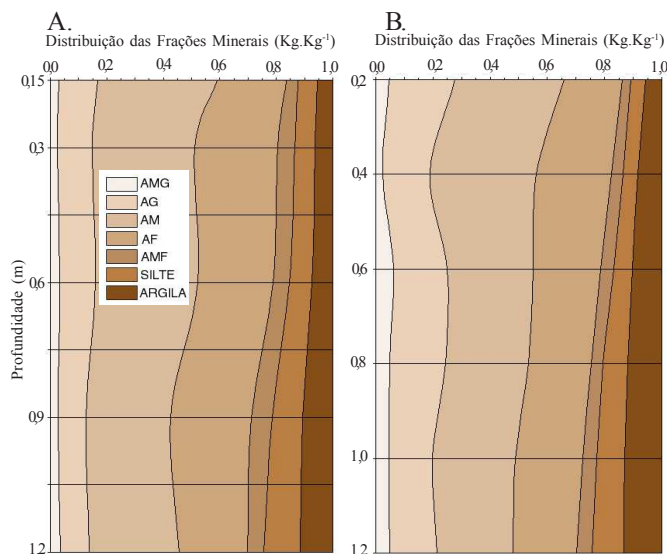 A.
Distribuição das Frações Minerais (Kg.Kg⁻¹)
0,0 0,2 0,4 0,6 0,8 1,0
0,15
0,3
0,6
0,9
1,2
Profundidade (m)
AMG
AG
AM
AF
AMF
SILTE
ARGILA
B.
Distribuição das Frações Minerais (Kg.Kg⁻¹)
0,0 0,2 0,4 0,6 0,8 1,0
0,2
0,4
0,6
0,8
1,0
1,2